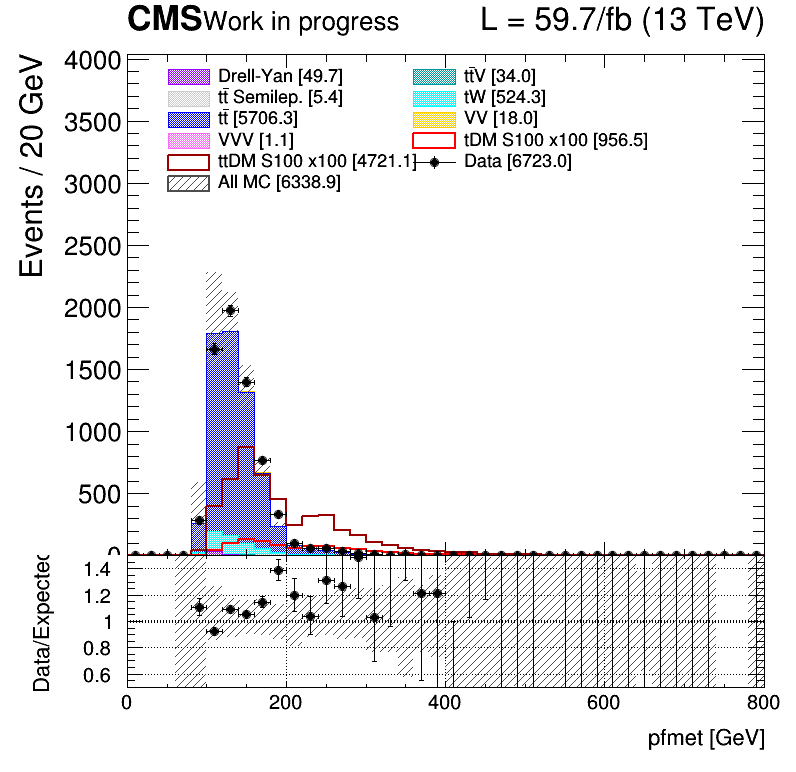 CMS Work in progress L = 59.7/fb (13 TeV)
Events / 20 GeV
4000
3500
3000
2500
2000
1500
1000
500
0
Drell-Yan [49.7]
tt̄V [34.0]
tt̄ Semilep. [5.4]
tW [524.3]
tt̄ [5706.3]
VV [18.0]
VVV [1.1]
tDM S100 x100 [956.5]
ttDM S100 x100 [4721.1]
Data [6723.0]
All MC [6338.9]
Data/Expected
1.4
1.2
1
0.8
0.6
0 200 400 600 800
pfmet [GeV]